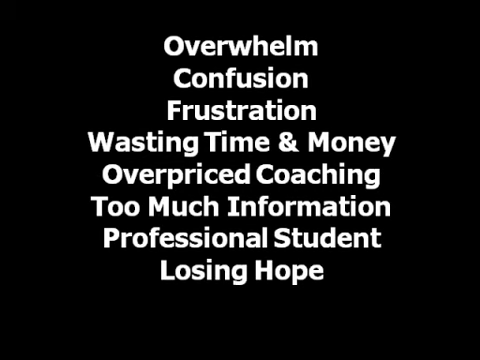 Overwhelm
Confusion
Frustration
Wasting Time & Money
Overpriced Coaching
Too Much Information
Professional Student
Losing Hope